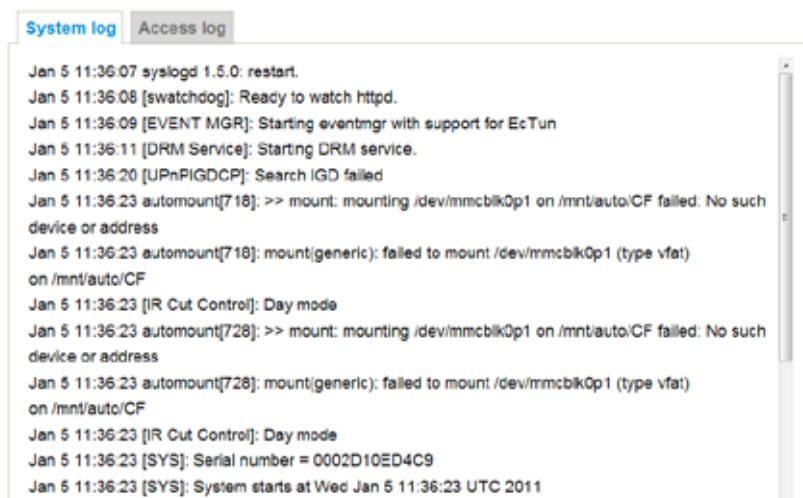 System log
Access log
Jan 5 11:36:07 syslogd 1.5.0: restart.
Jan 5 11:36:08 [swatchdog]: Ready to watch httpd.
Jan 5 11:36:09 [EVENT MGR]: Starting eventmgr with support for EcTun
Jan 5 11:36:11 [DRM Service]: Starting DRM service.
Jan 5 11:36:20 [UPnPIGDCP]: Search IGD failed
Jan 5 11:36:23 automount[718]: >> mount: mounting /dev/mmcblk0p1 on /mnt/auto/CF failed: No such
device or address
Jan 5 11:36:23 automount[718]: mount(generic): failed to mount /dev/mmcblk0p1 (type vfat)
on /mnt/auto/CF
Jan 5 11:36:23 [IR Cut Control]: Day mode
Jan 5 11:36:23 automount[728]: >> mount: mounting /dev/mmcblk0p1 on /mnt/auto/CF failed: No such
device or address
Jan 5 11:36:23 automount[728]: mount(generic): failed to mount /dev/mmcblk0p1 (type vfat)
on /mnt/auto/CF
Jan 5 11:36:23 [IR Cut Control]: Day mode
Jan 5 11:36:23 [SYS]: Serial number = 0002D10ED4C9
Jan 5 11:36:23 [SYS]: System starts at Wed Jan 5 11:36:23 UTC 2011